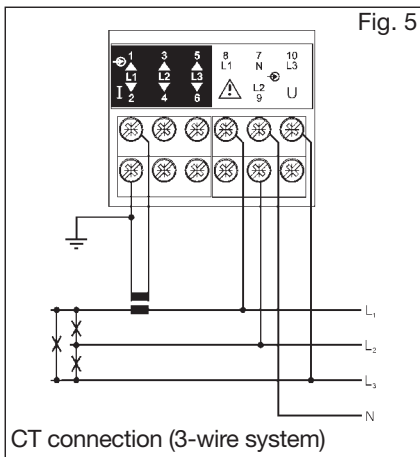 Fig. 5
1 3 5 8 7 10
L1 N L3
L1 L2 L3
I L2 U
2 4 6 9
L1
L2
L3
N
CT connection (3-wire system)